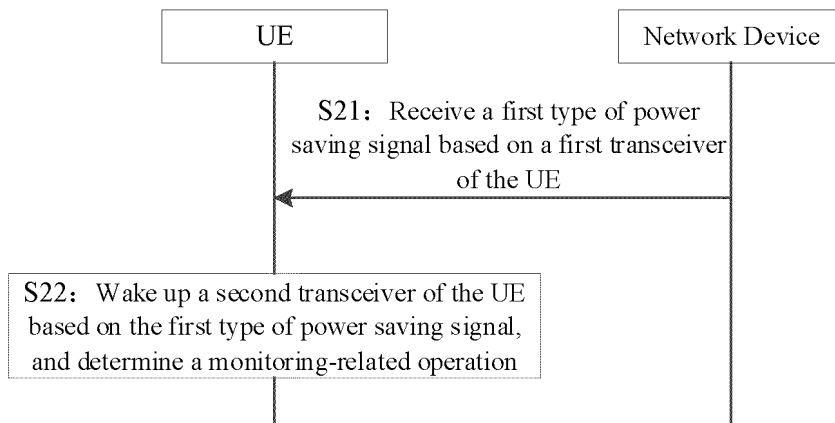 UE
Network Device
S21：Receive a first type of power
saving signal based on a first transceiver
of the UE
S22：Wake up a second transceiver of the UE
based on the first type of power saving signal,
and determine a monitoring-related operation